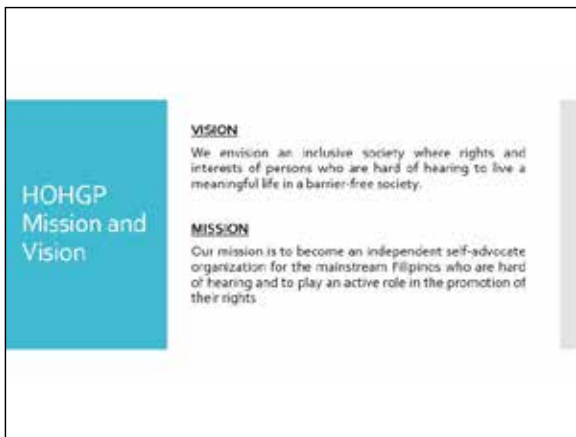 HOHGP
Mission and
Vision
VISION
We envision an inclusive society where rights and
interests of persons who are hard of hearing to live a
meaningful life in a barrier-free society.
MISSION
Our mission is to become an independent self-advocate
organization for the mainstream Filipinos who are hard
of hearing and to play an active role in the promotion of
their rights